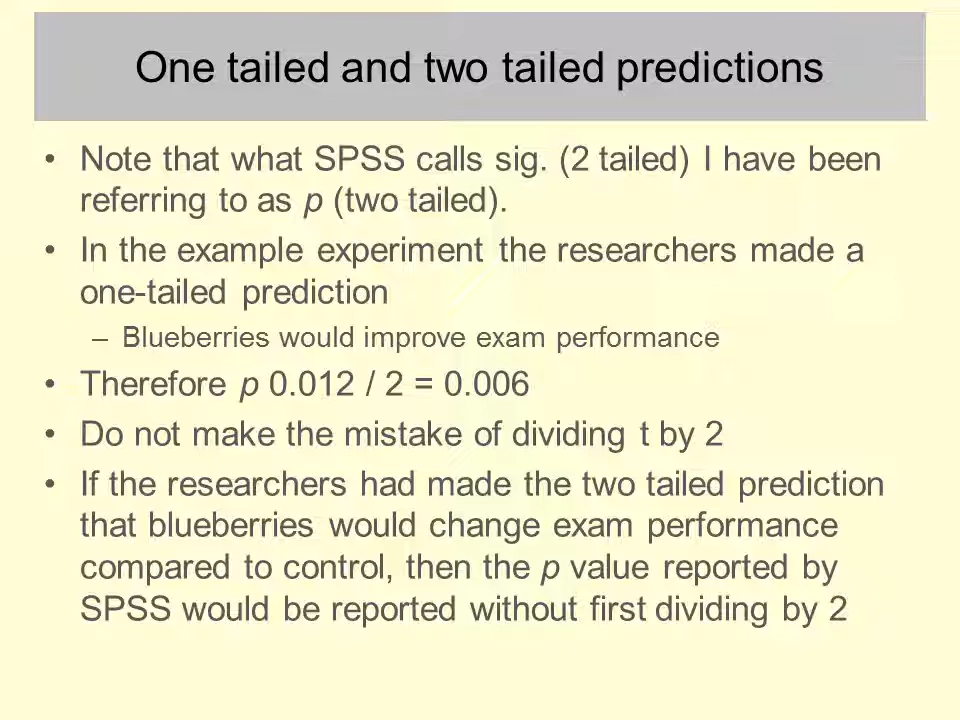 One tailed and two tailed predictions
• Note that what SPSS calls sig. (2 tailed) I have been
referring to as p (two tailed).
• In the example experiment the researchers made a
one-tailed prediction
– Blueberries would improve exam performance
• Therefore p 0.012 / 2 = 0.006
• Do not make the mistake of dividing t by 2
• If the researchers had made the two tailed prediction
that blueberries would change exam performance
compared to control, then the p value reported by
SPSS would be reported without first dividing by 2